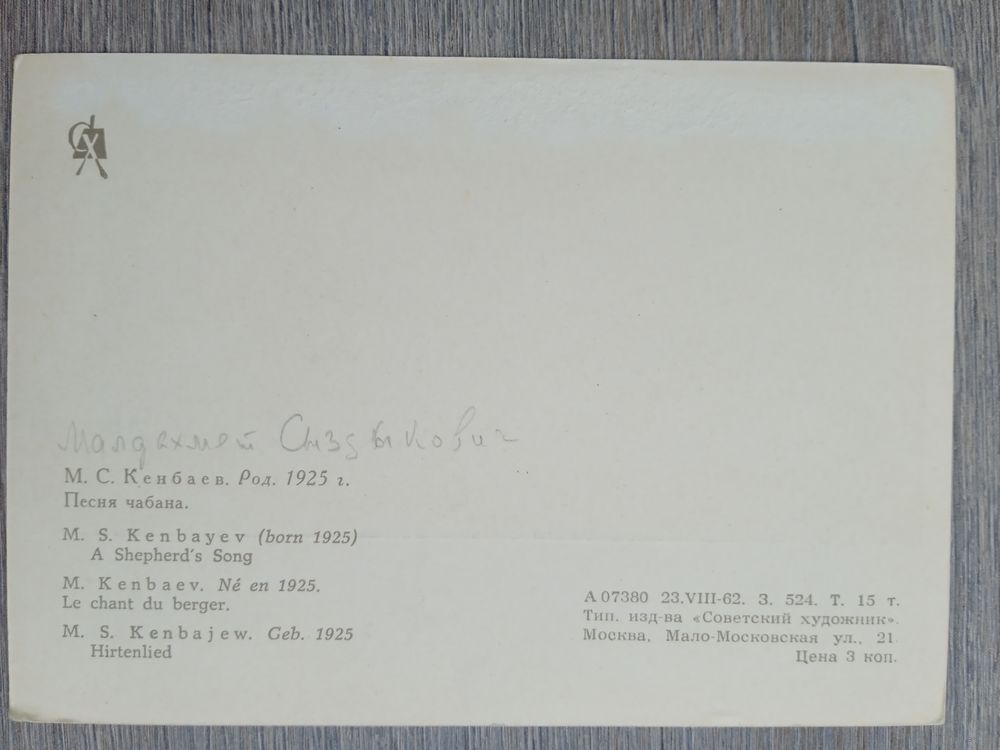 СХ
Малдахмет Сыздыкович
М. С. Кенбаев. Род. 1925 г.
Песня чабана.
M. S. Kenbayev (born 1925)
A Shepherd's Song
M. Kenbaev. Né en 1925.
Le chant du berger.
M. S. Kenbajew. Geb. 1925
Hirtenlied
А 07380 23.VIII-62. З. 524. Т. 15 т.
Тип. изд-ва «Советский художник».
Москва, Мало-Московская ул., 21.
Цена 3 коп.